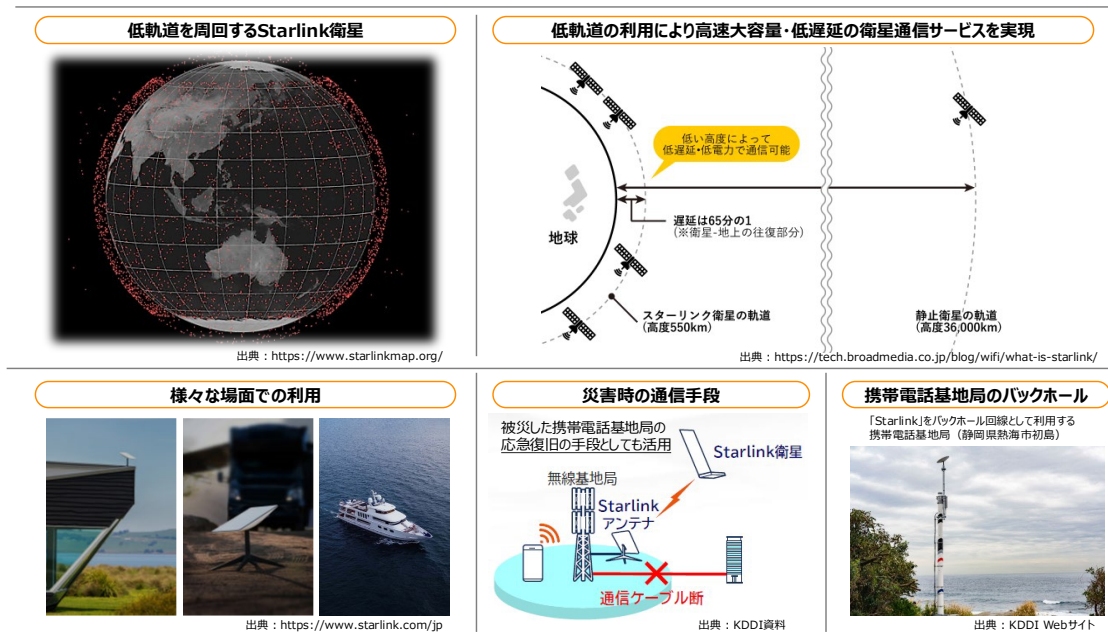 低軌道を周回するStarlink衛星
出典：https://www.starlinkmap.org/
低軌道の利用により高速大容量・低遅延の衛星通信サービスを実現
低い高度によって
低遅延・低電力で通信可能
遅延は65分の1
（※衛星-地上の往復部分）
地球
スターリンク衛星の軌道
(高度550km)
静止衛星の軌道
(高度36,000km)
出典：https://tech.broadmedia.co.jp/blog/wifi/what-is-starlink/
様々な場面での利用
出典：https://www.starlink.com/jp
災害時の通信手段
被災した携帯電話基地局の
応急復旧の手段としても活用
Starlink衛星
無線基地局
Starlink
アンテナ
通信ケーブル断
出典：KDDI資料
携帯電話基地局のバックホール
「Starlink」をバックホール回線として利用する
携帯電話基地局（静岡県熱海市初島）
出典：KDDI Webサイト